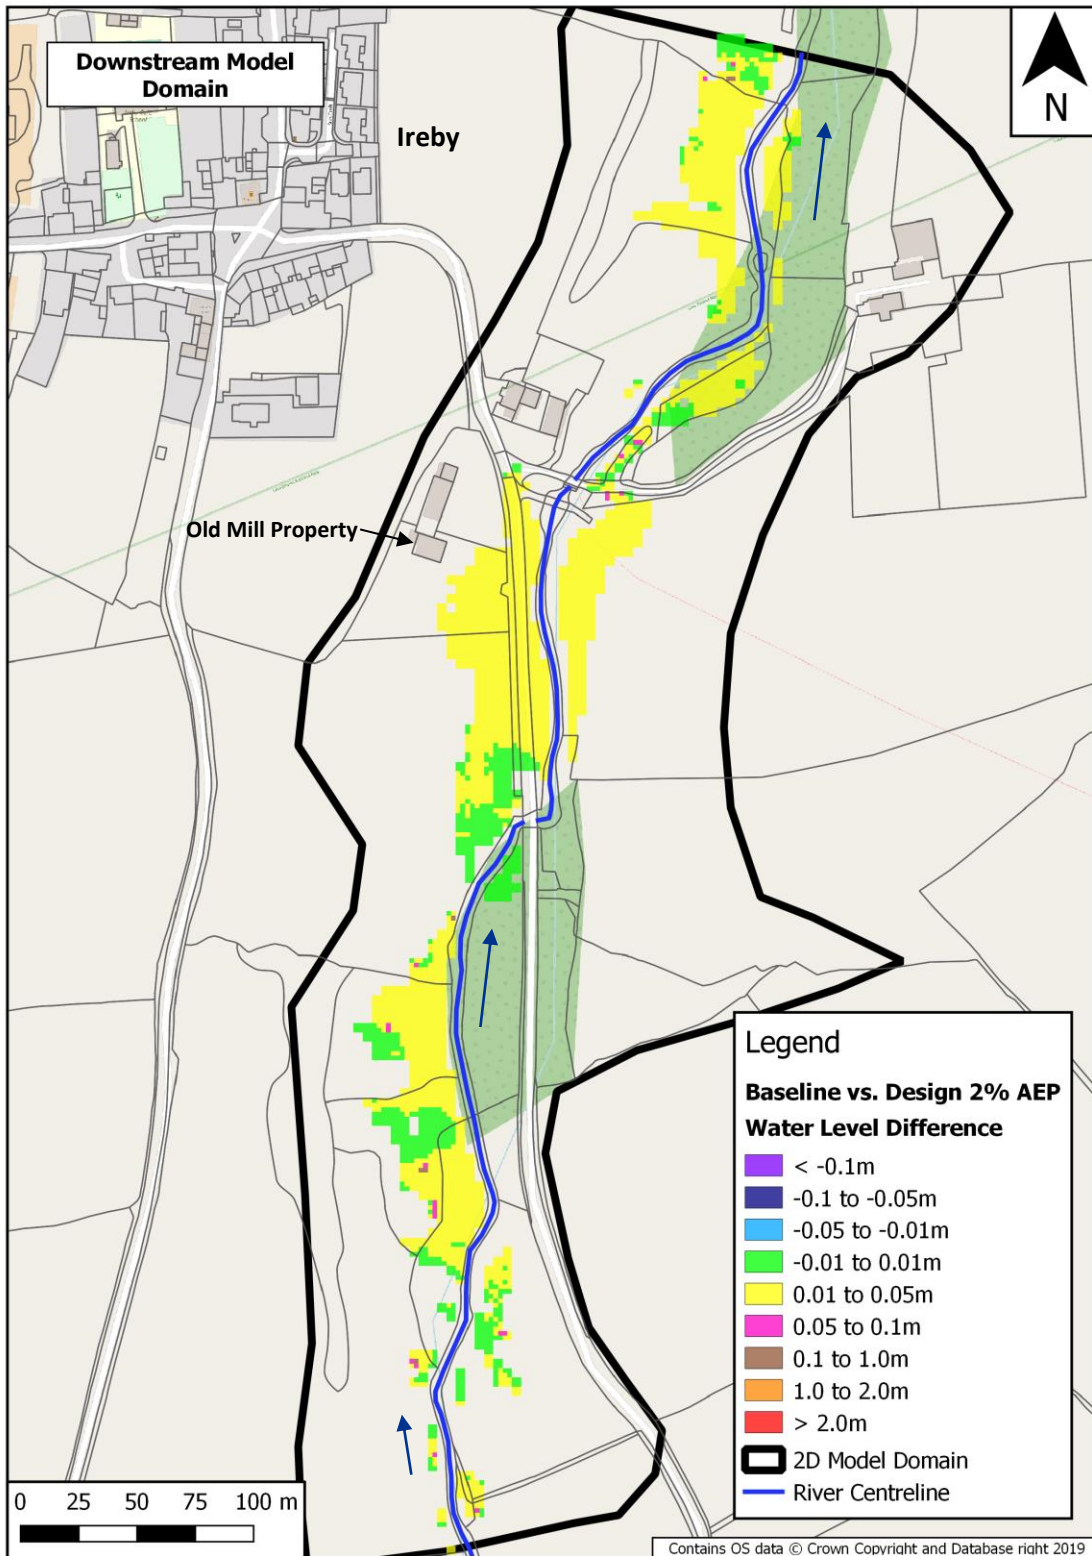 Downstream Model
Domain
Ireby
N
Old Mill Property
Legend
Baseline vs. Design 2% AEP
Water Level Difference
< -0.1m
-0.1 to -0.05m
-0.05 to -0.01m
-0.01 to 0.01m
0.01 to 0.05m
0.05 to 0.1m
0.1 to 1.0m
1.0 to 2.0m
> 2.0m
2D Model Domain
River Centreline
0 25 50 75 100 m
Contains OS data © Crown Copyright and Database right 2019